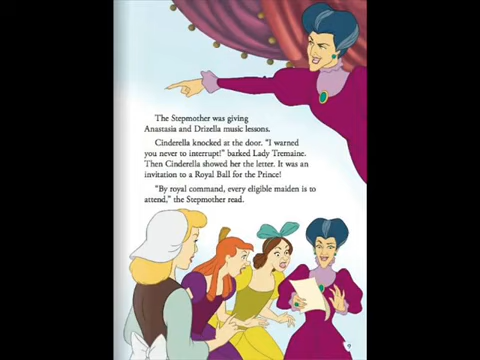 The Stepmother was giving
Anastasia and Drizella music lessons.
Cinderella knocked at the door. "I warned
you never to interrupt!" barked Lady Tremaine.
Then Cinderella showed her the letter. It was an
invitation to a Royal Ball for the Prince!
"By royal command, every eligible maiden is to
attend," the Stepmother read.
9